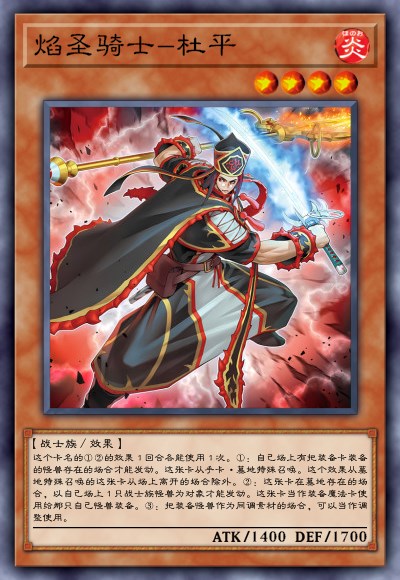 焰圣骑士-杜平
ほのお
炎
【战士族／效果】
这个卡名的①②的效果1回合各能使用1次。①：自己场上有把装备卡装备
的怪兽存在的场合才能发动。这张卡从手卡·墓地特殊召唤。这个效果从墓
地特殊召唤的这张卡从场上离开的场合除外。②：这张卡在墓地存在的场
合，以自己场上1只战士族怪兽为对象才能发动。这张卡当作装备魔法卡使
用给那只自己怪兽装备。③：把装备怪兽作为同调素材的场合，可以当作调
整使用。
ATK/1400 DEF/1700